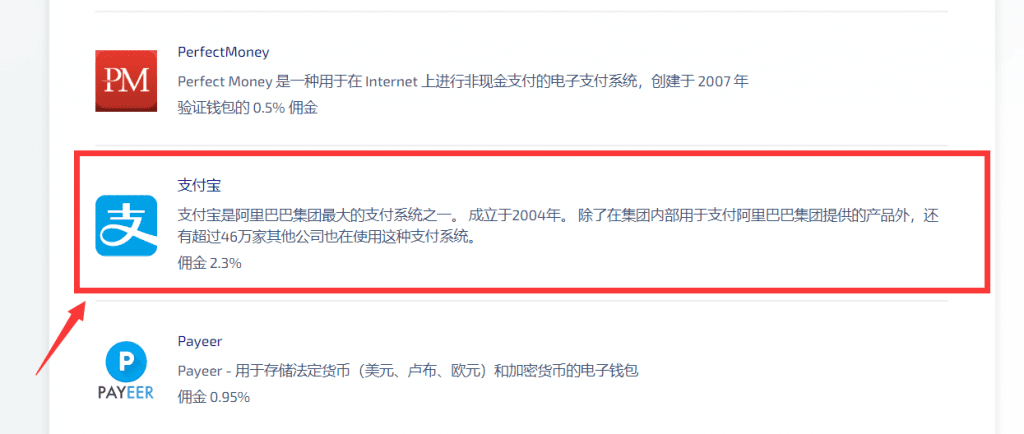 PerfectMoney
PM
Perfect Money 是一种用于在 Internet 上进行非现金支付的电子支付系统，创建于 2007 年
验证钱包的 0.5% 佣金
支付宝
支
支付宝是阿里巴巴集团最大的支付系统之一。 成立于2004年。 除了在集团内部用于支付阿里巴巴集团提供的产品外，还
有超过46万家其他公司也在使用这种支付系统。
佣金 2.3%
Payeer
P
PAYEER
Payeer - 用于存储法定货币（美元、卢布、欧元）和加密货币的电子钱包
佣金 0.95%